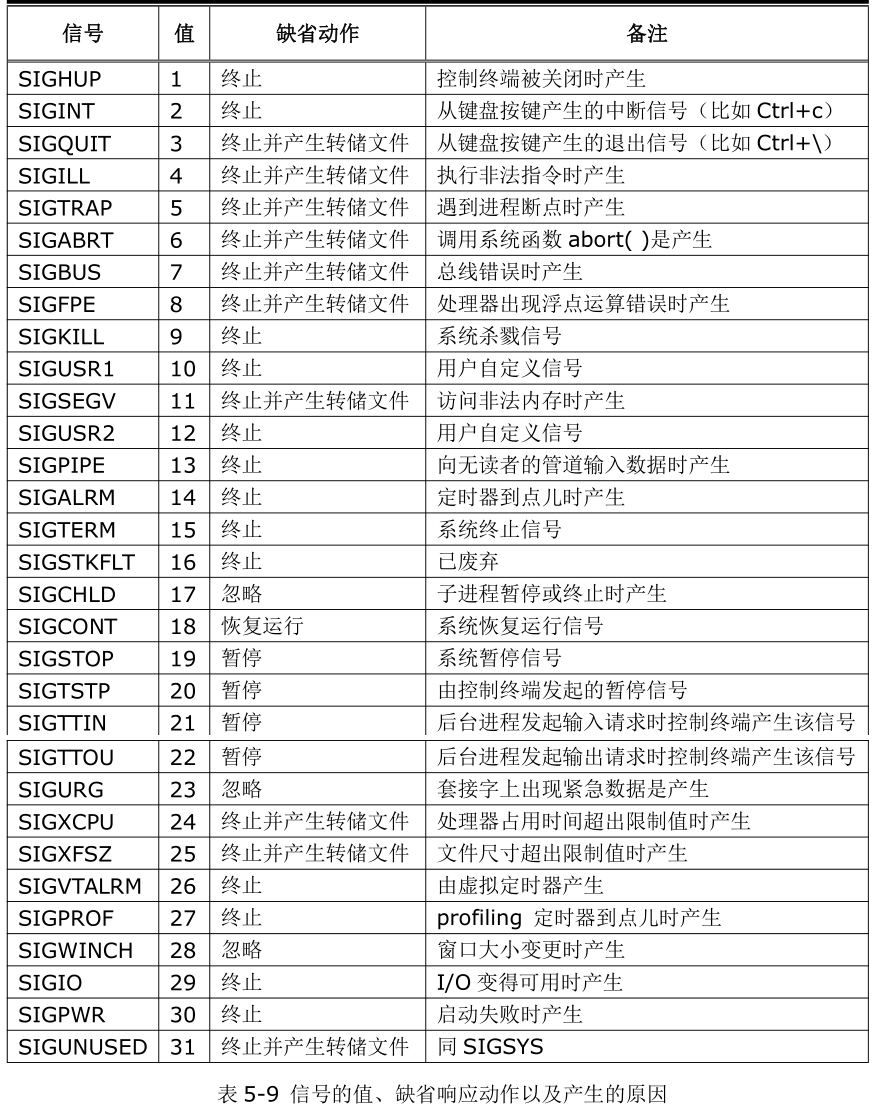 信号 值 缺省动作 备注
SIGHUP 1 终止 控制终端被关闭时产生
SIGINT 2 终止 从键盘按键产生的中断信号（比如 Ctrl+c）
SIGQUIT 3 终止并产生转储文件 从键盘按键产生的退出信号（比如 Ctrl+\）
SIGILL 4 终止并产生转储文件 执行非法指令时产生
SIGTRAP 5 终止并产生转储文件 遇到进程断点时产生
SIGABRT 6 终止并产生转储文件 调用系统函数 abort( )是产生
SIGBUS 7 终止并产生转储文件 总线错误时产生
SIGFPE 8 终止并产生转储文件 处理器出现浮点运算错误时产生
SIGKILL 9 终止 系统杀戮信号
SIGUSR1 10 终止 用户自定义信号
SIGSEGV 11 终止并产生转储文件 访问非法内存时产生
SIGUSR2 12 终止 用户自定义信号
SIGPIPE 13 终止 向无读者的管道输入数据时产生
SIGALRM 14 终止 定时器到点儿时产生
SIGTERM 15 终止 系统终止信号
SIGSTKFLT 16 终止 已废弃
SIGCHLD 17 忽略 子进程暂停或终止时产生
SIGCONT 18 恢复运行 系统恢复运行信号
SIGSTOP 19 暂停 系统暂停信号
SIGTSTP 20 暂停 由控制终端发起的暂停信号
SIGTTIN 21 暂停 后台进程发起输入请求时控制终端产生该信号
SIGTTOU 22 暂停 后台进程发起输出请求时控制终端产生该信号
SIGURG 23 忽略 套接字上出现紧急数据是产生
SIGXCPU 24 终止并产生转储文件 处理器占用时间超出限制值时产生
SIGXFSZ 25 终止并产生转储文件 文件尺寸超出限制值时产生
SIGVTALRM 26 终止 由虚拟定时器产生
SIGPROF 27 终止 profiling 定时器到点儿时产生
SIGWINCH 28 忽略 窗口大小变更时产生
SIGIO 29 终止 I/O 变得可用时产生
SIGPWR 30 终止 启动失败时产生
SIGUNUSED 31 终止并产生转储文件 同 SIGSYS
表 5-9 信号的值、缺省响应动作以及产生的原因